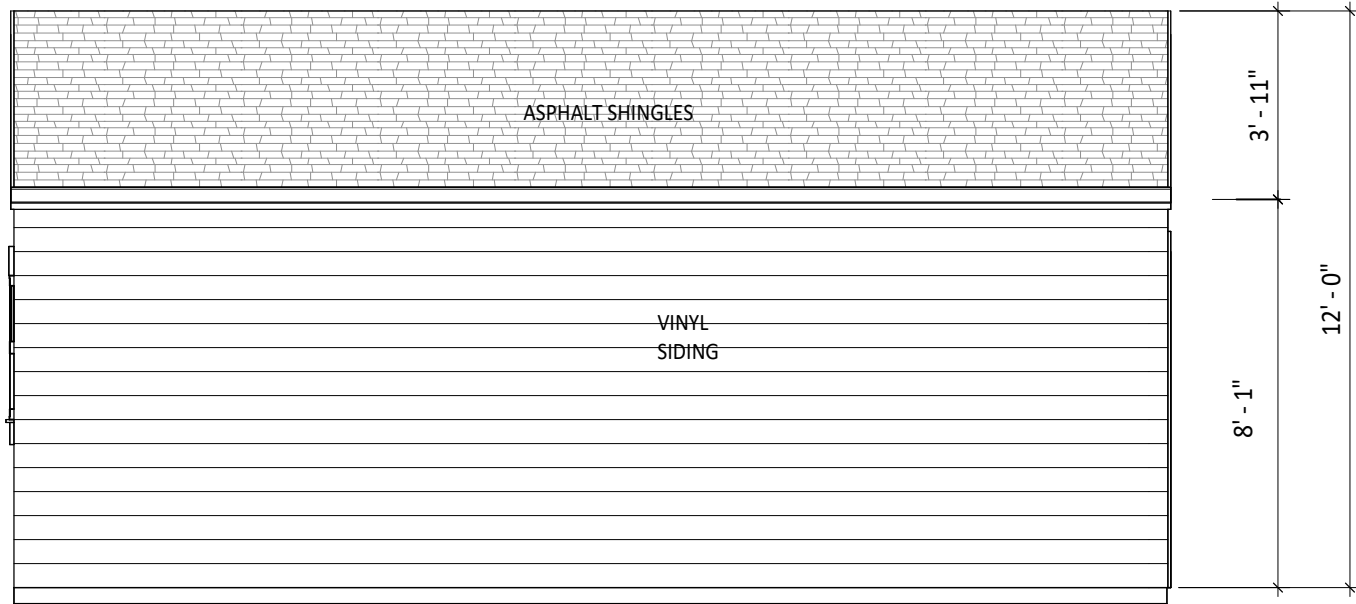 ASPHALT SHINGLES
3' - 11"
12' - 0"
VINYL
SIDING
8' - 1"